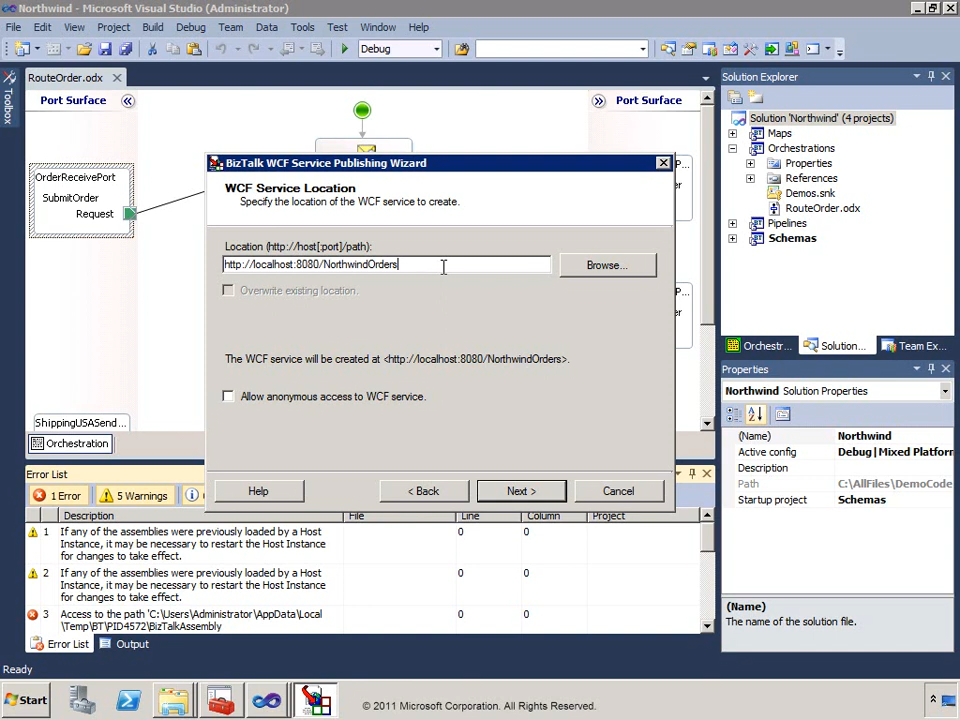 Northwind - Microsoft Visual Studio (Administrator)
File Edit View Project Build Debug Team Data Tools Test Window Help
Debug
RouteOrder.odx
Toolbox
Port Surface
Port Surface
OrderReceivePort
SubmitOrder
Request
ShippingUSASend...
Orchestration
BizTalk WCF Service Publishing Wizard
WCF Service Location
Specify the location of the WCF service to create.
Location (http://host[:port]/path):
http://localhost:8080/NorthwindOrders
Browse...
Overwrite existing location.
The WCF service will be created at <http://localhost:8080/NorthwindOrders>.
Allow anonymous access to WCF service.
Help
< Back
Next >
Cancel
Solution Explorer
Solution 'Northwind' (4 projects)
Maps
Orchestrations
Properties
References
Demos.snk
RouteOrder.odx
Pipelines
Schemas
Orchestr... Solution... Team Ex...
Properties
Northwind Solution Properties
(Name) Northwind
Active config Debug|Mixed Platform
Description
Path C:\AllFiles\DemoCode
Startup project Schemas
(Name)
The name of the solution file.
Error List
1 Error 5 Warnings
Description File Line Column Project
1 If any of the assemblies were previously loaded by a Host
Instance, it may be necessary to restart the Host Instance
for changes to take effect.
0 0
2 If any of the assemblies were previously loaded by a Host
Instance, it may be necessary to restart the Host Instance
for changes to take effect.
0 0
3 Access to the path 'C:\Users\Administrator\AppData\Local
\Temp\BT\PID4572\BizTalkAssembly
0 0
Error List Output
Ready
Start
© 2011 Microsoft Corporation. All rights reserved.